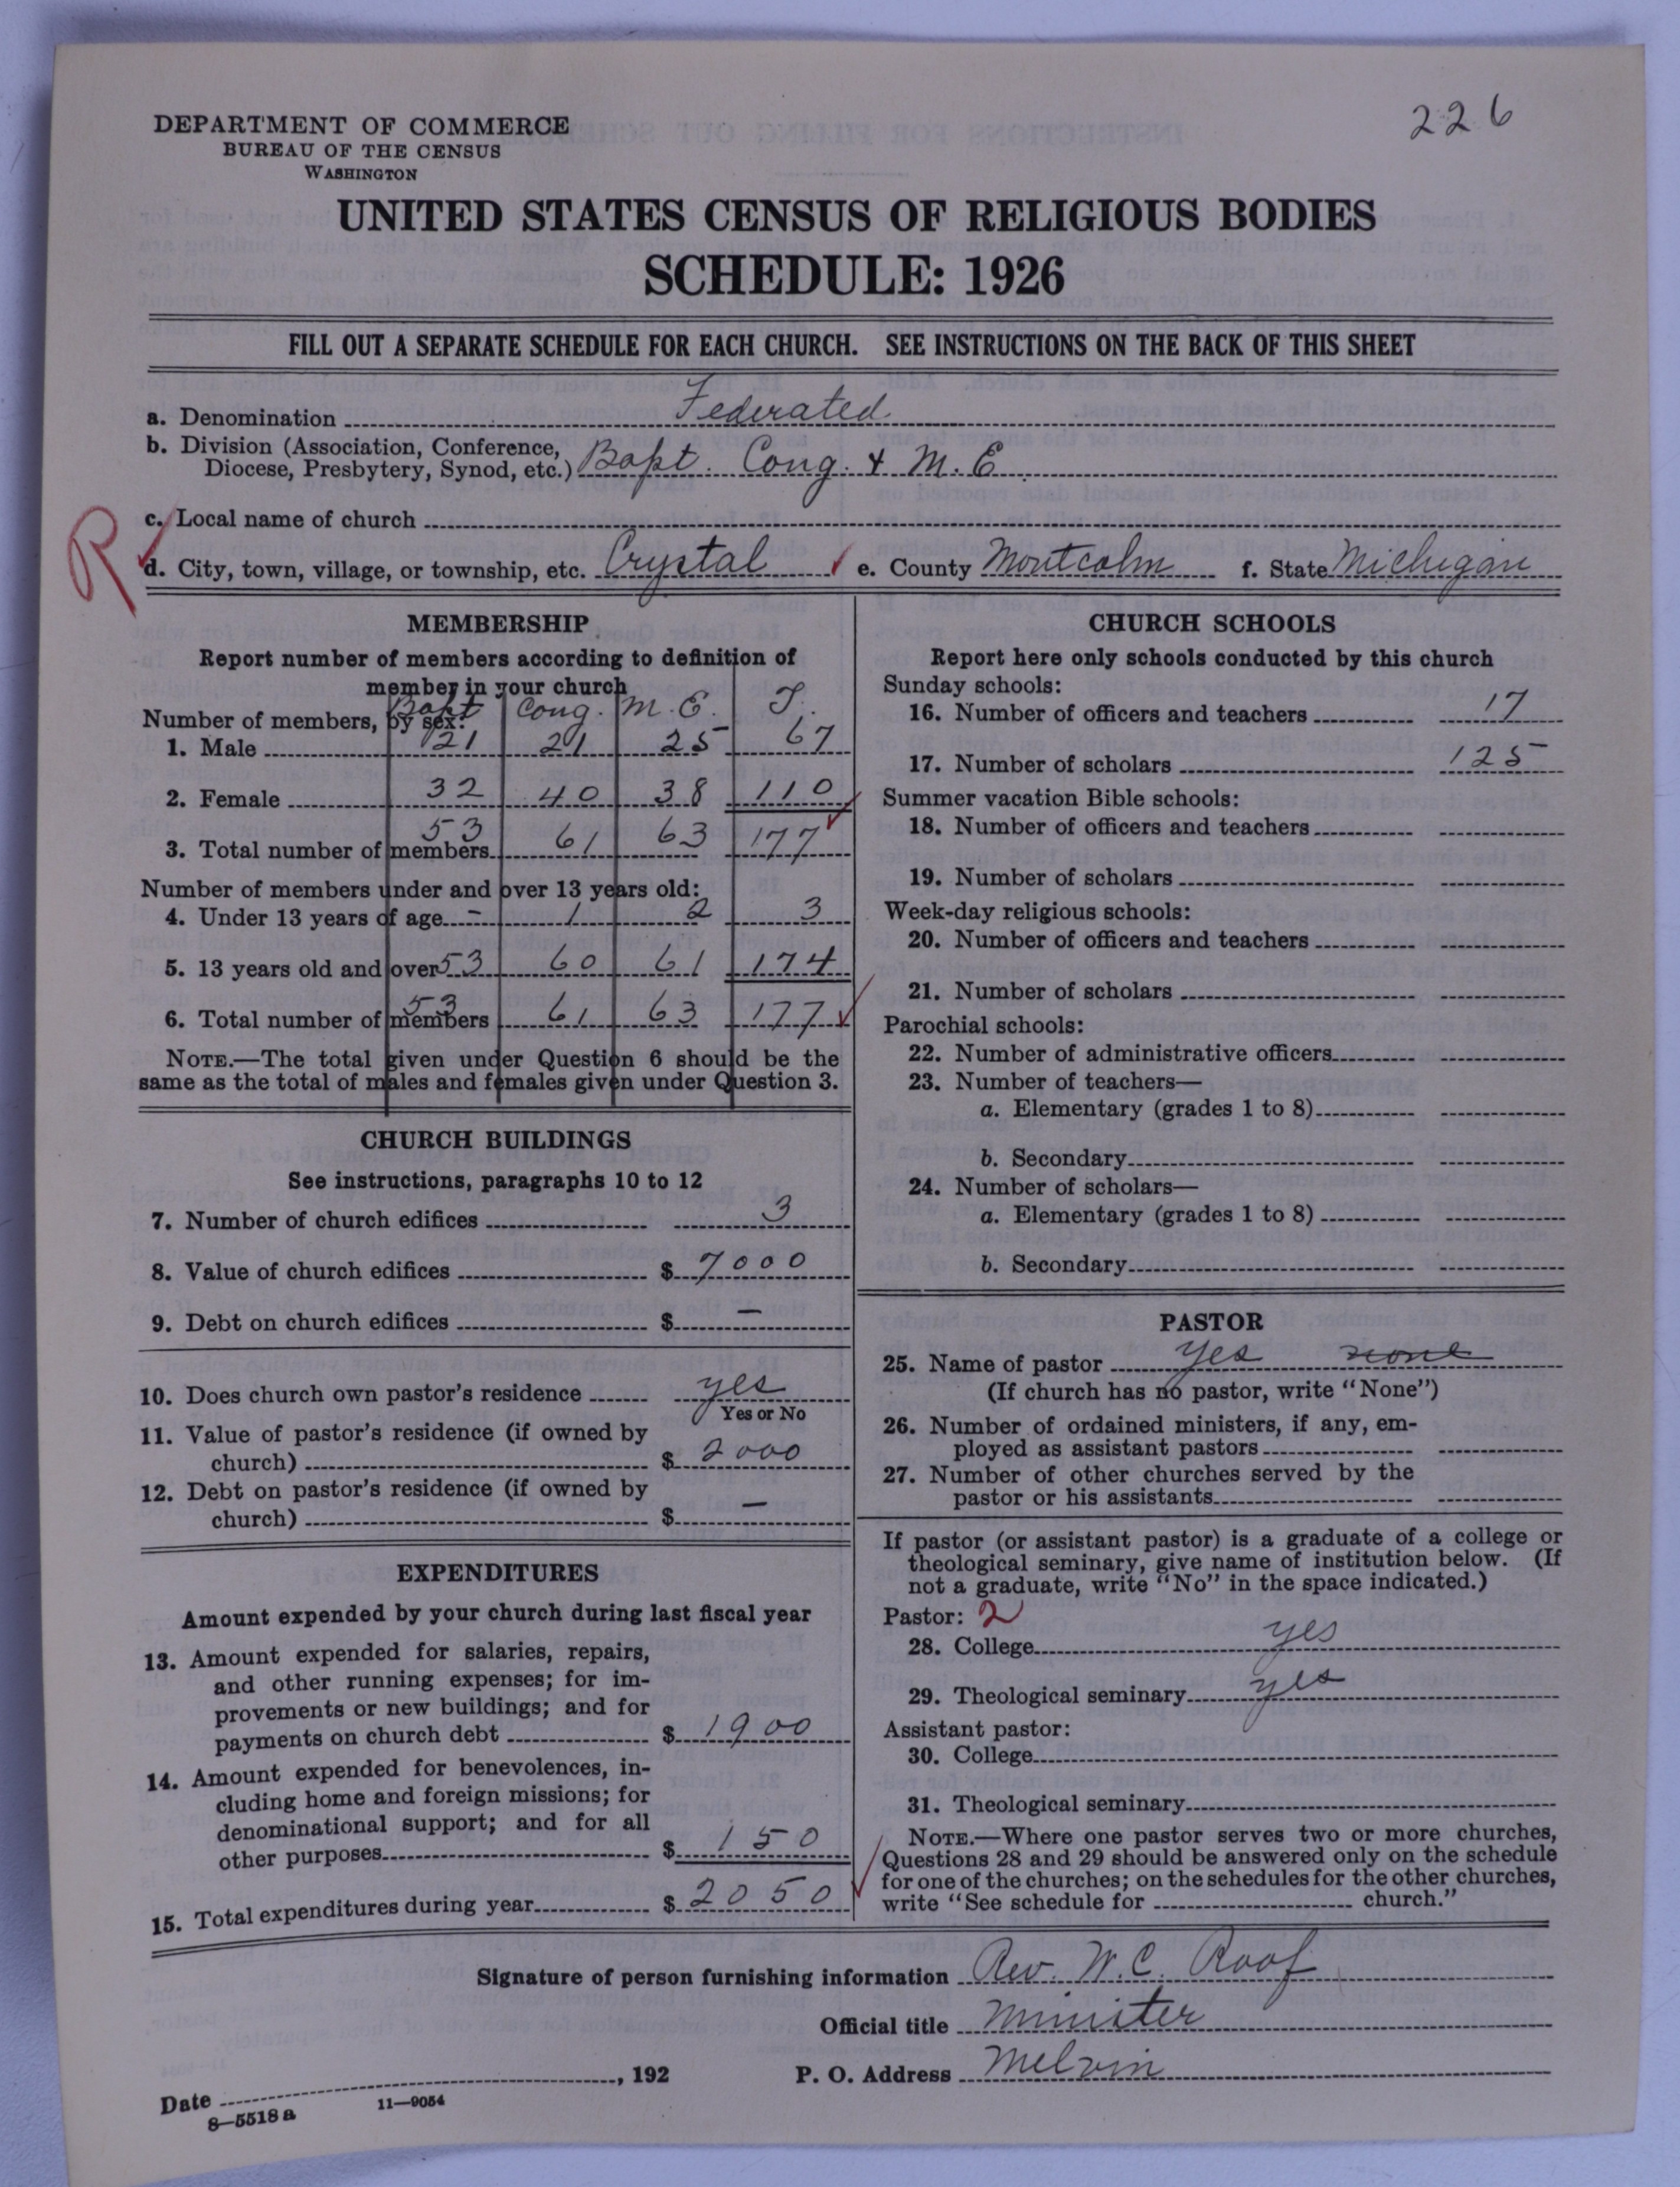 226
DEPARTMENT OF COMMERCE
BUREAU OF THE CENSUS
WASHINGTON
UNITED STATES CENSUS OF RELIGIOUS BODIES
SCHEDULE: 1926
FILL OUT A SEPARATE SCHEDULE FOR EACH CHURCH. SEE INSTRUCTIONS ON THE BACK OF THIS SHEET
a. Denomination Federated
b. Division (Association, Conference,
Diocese, Presbytery, Synod, etc.) Bapt. Cong. + M. E.
R
c. Local name of church
d. City, town, village, or township, etc. Crystal e. County Montcalm f. State Michigan
MEMBERSHIP
Report number of members according to definition of
member in your church
Bapt Cong. M. E. T.
Number of members, by sex:
1. Male 21 21 25 67
2. Female 32 40 38 110
3. Total number of members 53 61 63 177
Number of members under and over 13 years old:
4. Under 13 years of age - 1 2 3
5. 13 years old and over 53 60 61 174
6. Total number of members 53 61 63 177
NOTE.—The total given under Question 6 should be the
same as the total of males and females given under Question 3.
CHURCH BUILDINGS
See instructions, paragraphs 10 to 12
7. Number of church edifices 3
8. Value of church edifices $ 7000
9. Debt on church edifices $ —
10. Does church own pastor's residence yes
Yes or No
11. Value of pastor's residence (if owned by
church) $ 2000
12. Debt on pastor's residence (if owned by
church) $ —
EXPENDITURES
Amount expended by your church during last fiscal year
13. Amount expended for salaries, repairs,
and other running expenses; for im-
provements or new buildings; and for
payments on church debt $ 1900
14. Amount expended for benevolences, in-
cluding home and foreign missions; for
denominational support; and for all
other purposes $ 150
15. Total expenditures during year $ 2050
CHURCH SCHOOLS
Report here only schools conducted by this church
Sunday schools:
16. Number of officers and teachers 17
17. Number of scholars 125
Summer vacation Bible schools:
18. Number of officers and teachers
19. Number of scholars
Week-day religious schools:
20. Number of officers and teachers
21. Number of scholars
Parochial schools:
22. Number of administrative officers
23. Number of teachers—
a. Elementary (grades 1 to 8)
b. Secondary
24. Number of scholars—
a. Elementary (grades 1 to 8)
b. Secondary
PASTOR
25. Name of pastor Yes none
(If church has no pastor, write "None")
26. Number of ordained ministers, if any, em-
ployed as assistant pastors
27. Number of other churches served by the
pastor or his assistants
If pastor (or assistant pastor) is a graduate of a college or
theological seminary, give name of institution below. (If
not a graduate, write "No" in the space indicated.)
Pastor: 2
28. College yes
29. Theological seminary yes
Assistant pastor:
30. College
31. Theological seminary
NOTE.—Where one pastor serves two or more churches,
Questions 28 and 29 should be answered only on the schedule
for one of the churches; on the schedules for the other churches,
write "See schedule for church."
Signature of person furnishing information Rev. W. C. Roof
Official title Minister
Date , 192 P. O. Address Melvin
8—5518 a 11—9054